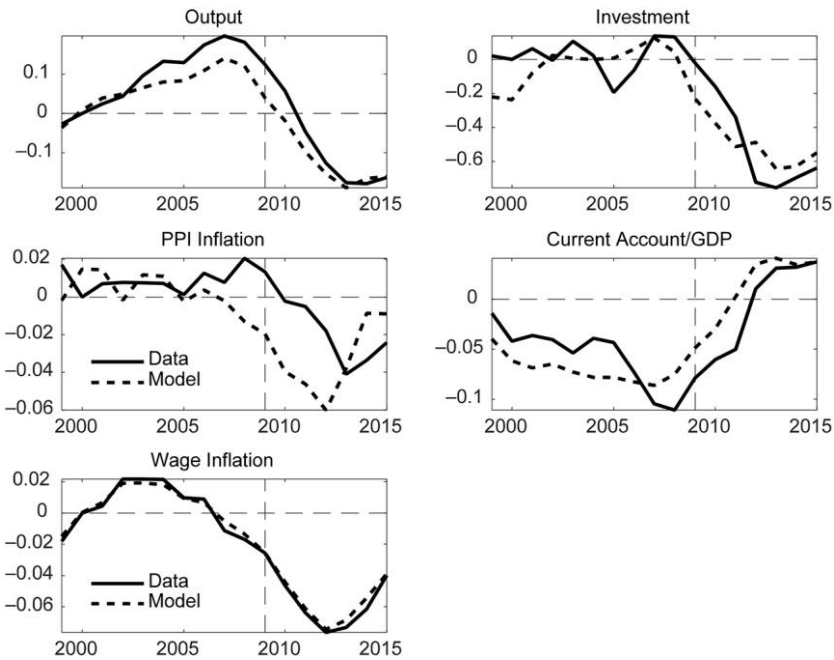 Output
0.1
0
–0.1
2000 2005 2010 2015
Investment
0
–0.2
–0.4
–0.6
2000 2005 2010 2015
PPI Inflation
0.02
0
–0.02
–0.04
–0.06
Data
Model
2000 2005 2010 2015
Current Account/GDP
0
–0.05
–0.1
2000 2005 2010 2015
Wage Inflation
0.02
0
–0.02
–0.04
–0.06
Data
Model
2000 2005 2010 2015